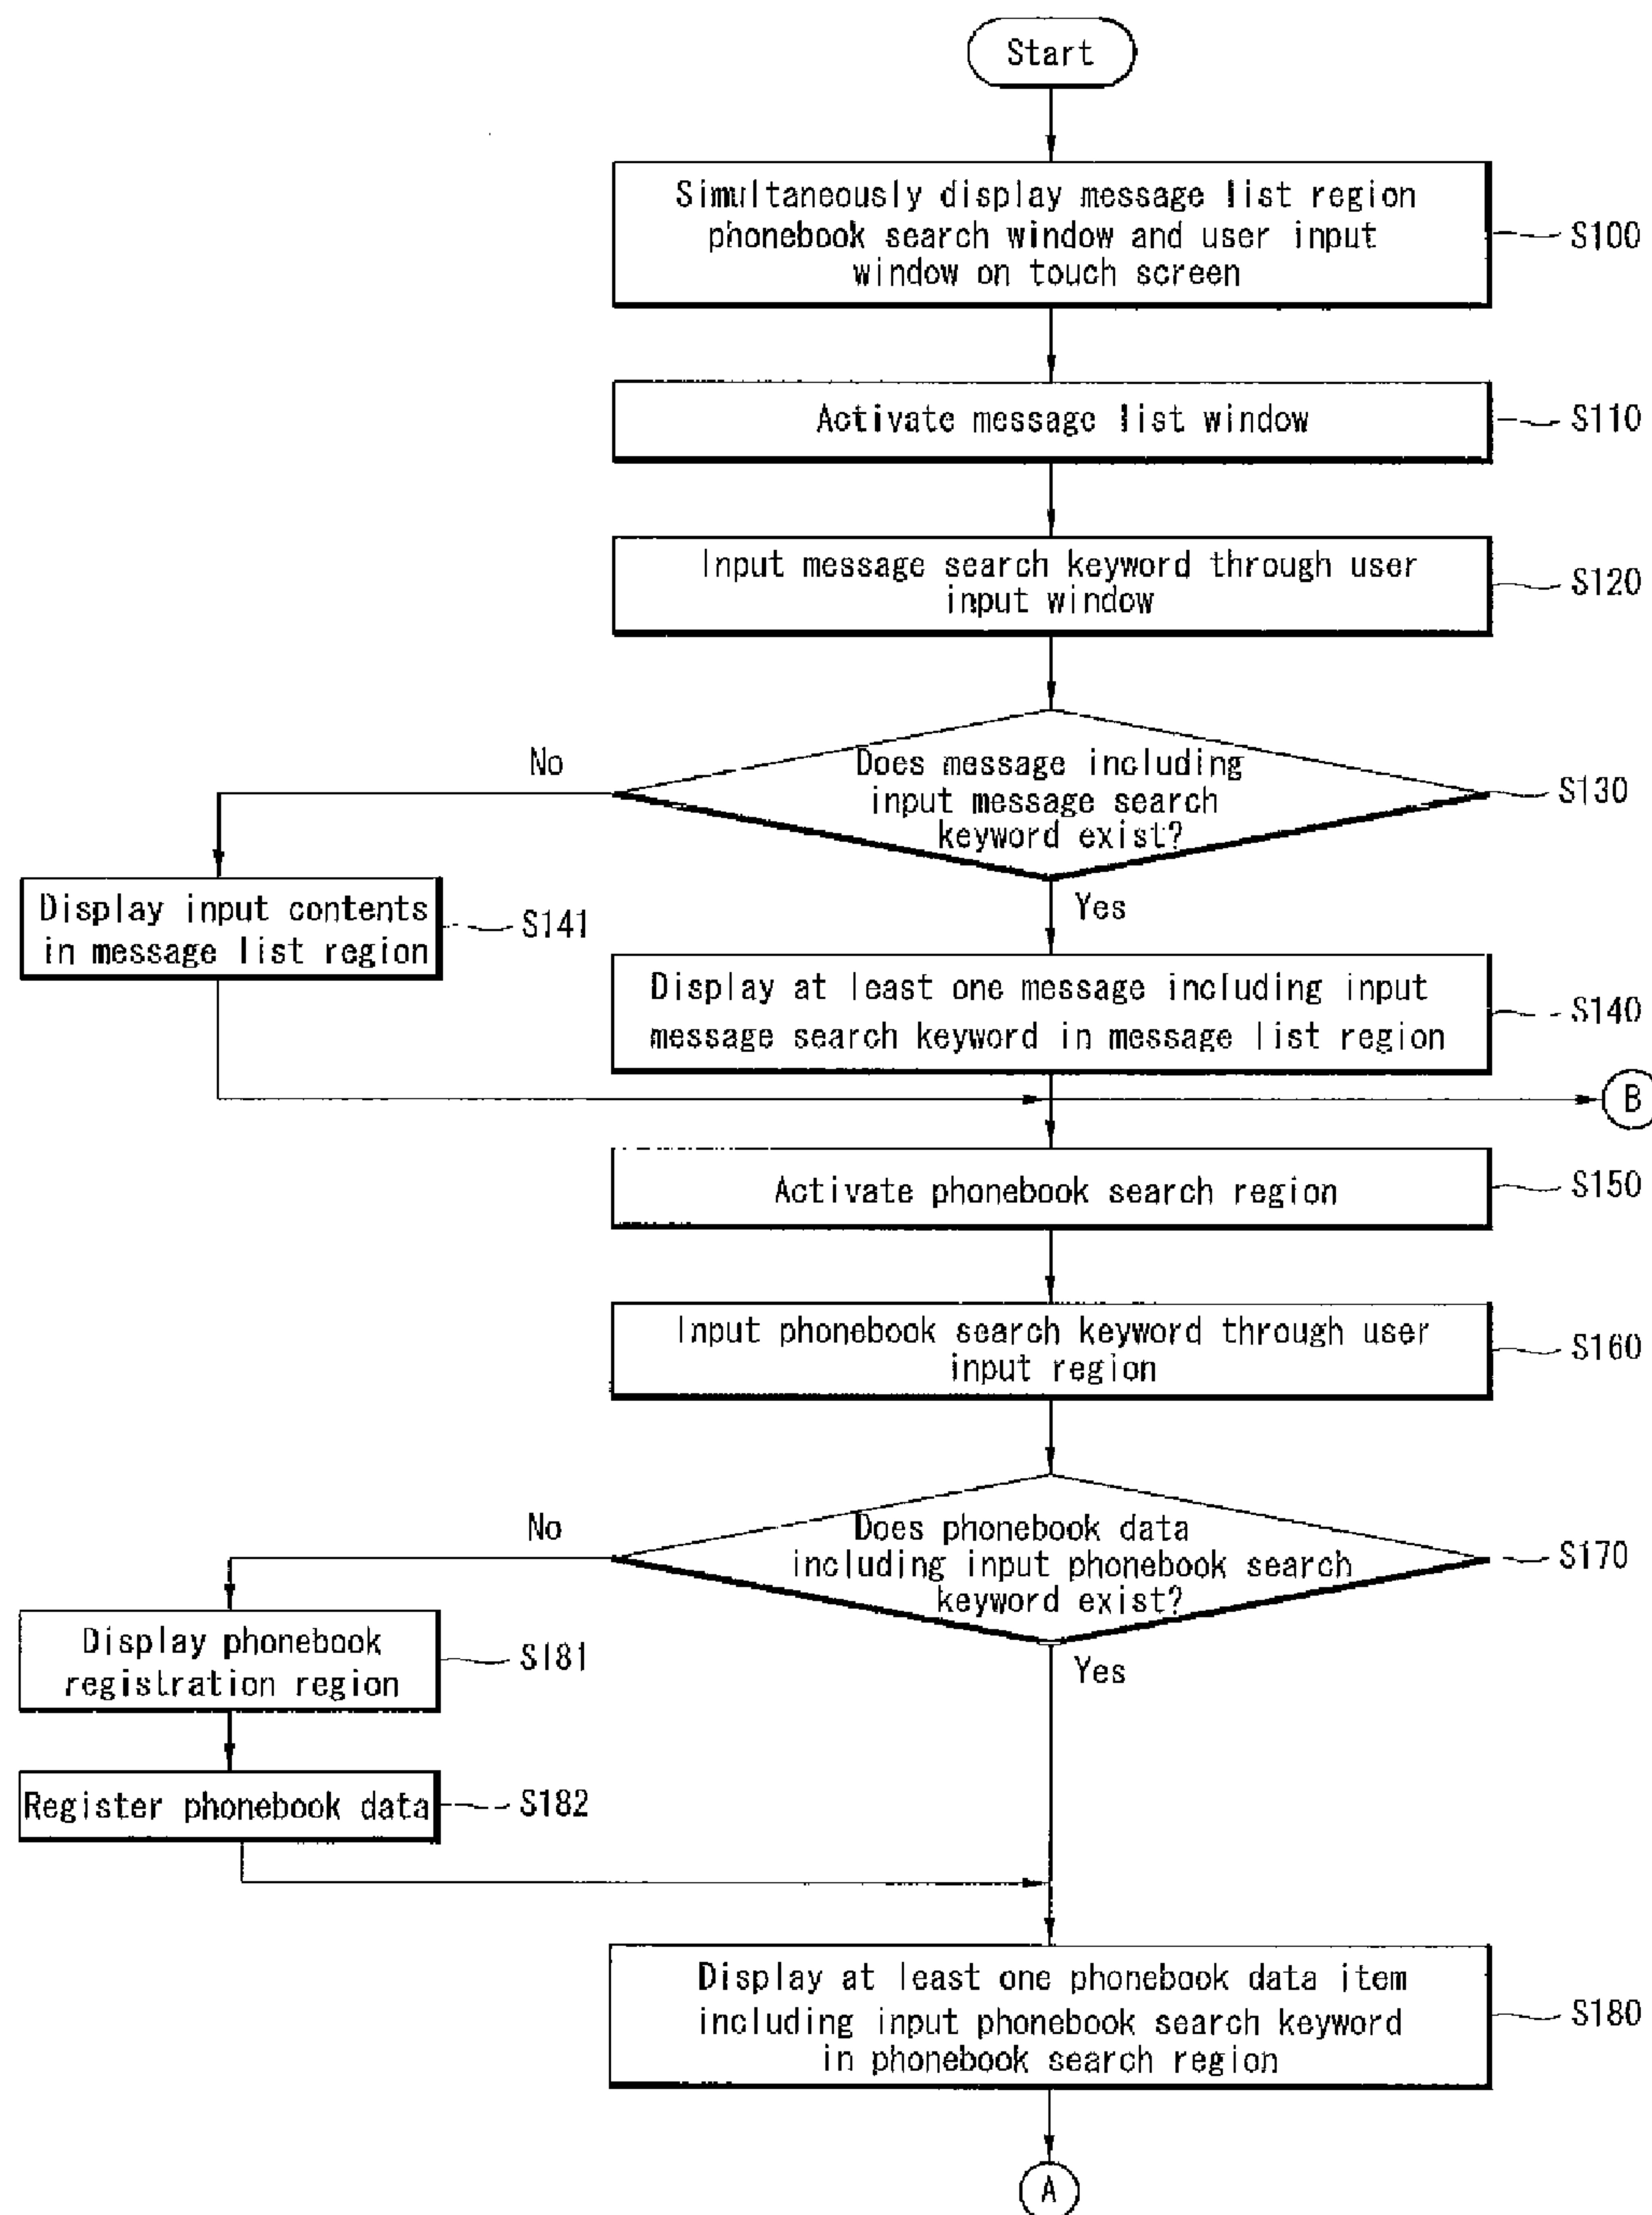 Start
Simultaneously display message list region
phonebook search window and user input
window on touch screen
S100
Activate message list window
S110
Input message search keyword through user
input window
S120
No
Does message including
input message search
keyword exist?
S130
Yes
Display input contents
in message list region
S141
Display at least one message including input
message search keyword in message list region
S140
B
Activate phonebook search region
S150
Input phonebook search keyword through user
input region
S160
No
Does phonebook data
including input phonebook search
keyword exist?
S170
Yes
Display phonebook
registration region
S181
Register phonebook data
S182
Display at least one phonebook data item
including input phonebook search keyword
in phonebook search region
S180
A